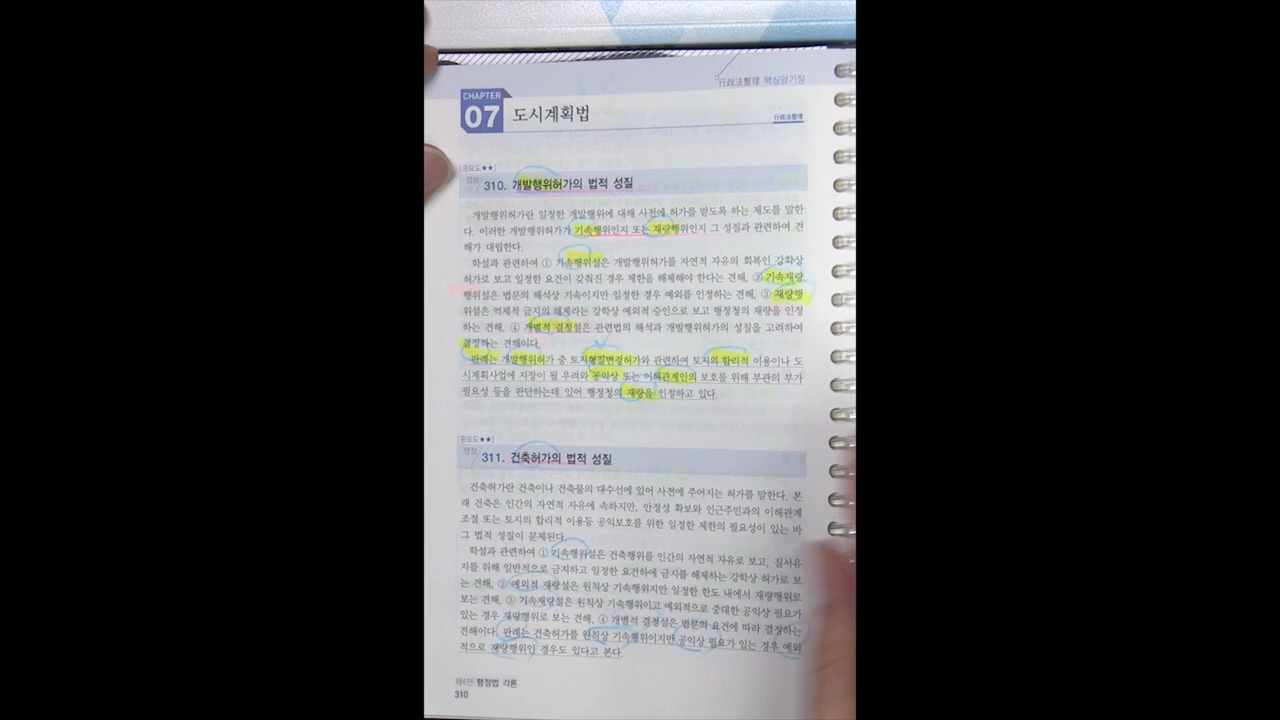 行政法整理 핵심암기장
CHAPTER
07 도시계획법
行政法整理
[중요도★★]
쟁점
310. 개발행위허가의 법적 성질
개발행위허가란 일정한 개발행위에 대해 사전에 허가를 받도록 하는 제도를 말한
다. 이러한 개발행위허가가 기속행위인지 또는 재량행위인지 그 성질과 관련하여 견
해가 대립한다.
학설과 관련하여 ① 기속행위설은 개발행위허가를 자연적 자유의 회복인 강학상
허가로 보고 일정한 요건이 갖춰진 경우 제한을 해제해야 한다는 견해, ② 기속재량
행위설은 법문의 해석상 기속이지만 일정한 경우 예외를 인정하는 견해, ③ 재량행
위설은 억제적 금지의 해제라는 강학상 예외적 승인으로 보고 행정청의 재량을 인정
하는 견해, ④ 개별적 결정설은 관련법의 해석과 개발행위허가의 성질을 고려하여
결정하는 견해이다.
판례는 개발행위허가 중 토지형질변경허가와 관련하여 토지의 합리적 이용이나 도
시계획사업에 지장이 될 우려와 공익상 또는 이해관계인의 보호를 위해 부관의 부가
필요성 등을 판단하는데 있어 행정청의 재량을 인정하고 있다.
[중요도★★]
쟁점
311. 건축허가의 법적 성질
건축허가란 건축이나 건축물의 대수선에 있어 사전에 주어지는 허가를 말한다. 본
래 건축은 인간의 자연적 자유에 속하지만, 안정성 확보와 인근주민과의 이해관계
조절 또는 토지의 합리적 이용등 공익보호를 위한 일정한 제한의 필요성이 있는 바
그 법적 성질이 문제된다.
학설과 관련하여 ① 기속행위설은 건축행위를 인간의 자연적 자유로 보고, 질서유
지를 위해 일반적으로 금지하고 일정한 요건하에 금지를 해제하는 강학상 허가로 보
는 견해, ② 예외적 재량설은 원칙상 기속행위지만 일정한 한도 내에서 재량행위로
보는 견해, ③ 기속재량설은 원칙상 기속행위이고 예외적으로 중대한 공익상 필요가
있는 경우 재량행위로 보는 견해, ④ 개별적 결정설은 법문의 요건에 따라 결정하는
견해이다. 판례는 건축허가를 원칙상 기속행위이지만 공익상 필요가 있는 경우 예외
적으로 재량행위인 경우도 있다고 본다.
제4편 행정법 각론
310